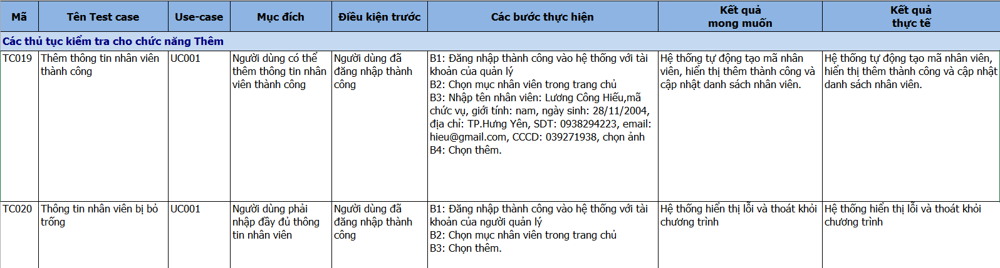 Mã
Tên Test case
Use-case
Mục đích
Điều kiện trước
Các bước thực hiện
Kết quả
mong muốn
Kết quả
thực tế
Các thủ tục kiểm tra cho chức năng Thêm
TC019
Thêm thông tin nhân viên
thành công
UC001
Người dùng có thể
thêm thông tin nhân
viên thành công
Người dùng đã
đăng nhập thành
công
B1: Đăng nhập thành công vào hệ thống với tài
khoản của quản lý
B2: Chọn mục nhân viên trong trang chủ
B3: Nhập tên nhân viên: Lương Công Hiếu,mã
chức vụ, giới tính: nam, ngày sinh: 28/11/2004,
địa chỉ: TP.Hưng Yên, SDT: 0938294223, email:
hieu@gmail.com, CCCD: 039271938, chọn ảnh
B4: Chọn thêm.
Hệ thống tự động tạo mã nhân
viên, hiển thị thêm thành công và
cập nhật danh sách nhân viên.
Hệ thống tự động tạo mã nhân viên,
hiển thị thêm thành công và cập nhật
danh sách nhân viên.
TC020
Thông tin nhân viên bị bỏ
trống
UC001
Người dùng phải
nhập đầy đủ thông
tin nhân viên
Người dùng đã
đăng nhập thành
công
B1: Đăng nhập thành công vào hệ thống với tài
khoản của người quản lý
B2: Chọn mục nhân viên trong trang chủ
B3: Chọn thêm.
Hệ thống hiển thị lỗi và thoát khỏi
chương trình
Hệ thống hiển thị lỗi và thoát khỏi
chương trình